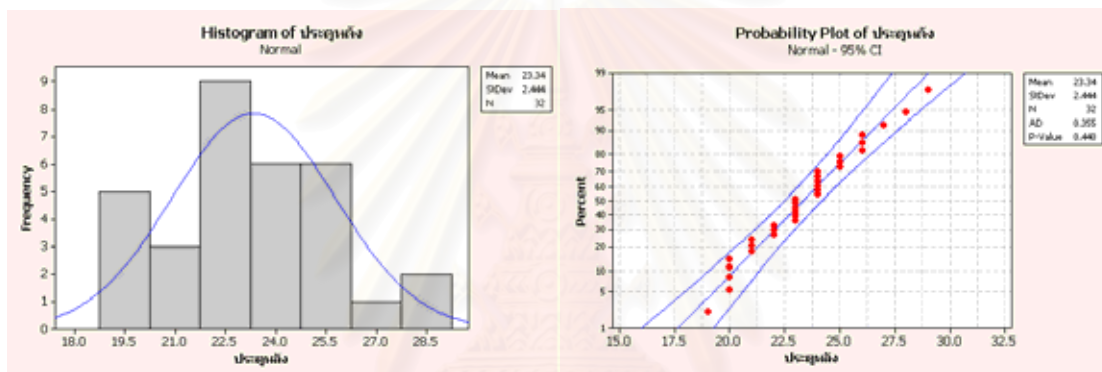 Histogram of ประตูหลัง
Normal
Frequency
9
8
7
6
5
4
3
2
1
0
18.0 19.5 21.0 22.5 24.0 25.5 27.0 28.5
ประตูหลัง
Mean 23.34
StDev 2.444
N 32
Probability Plot of ประตูหลัง
Normal - 95% CI
Percent
99
95
90
80
70
60
50
40
30
20
10
5
1
15.0 17.5 20.0 22.5 25.0 27.5 30.0 32.5
ประตูหลัง
Mean 23.34
StDev 2.444
N 32
AD 0.355
P-Value 0.440